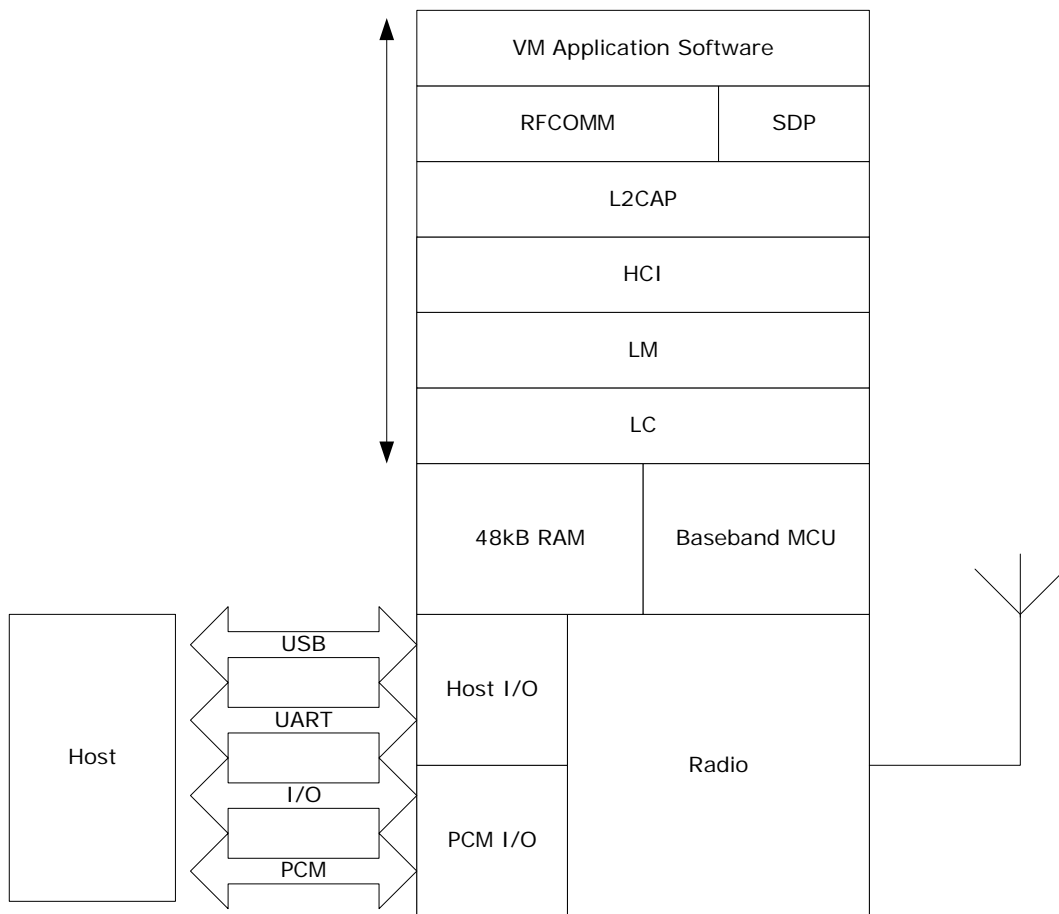 VM Application Software
RFCOMM
SDP
L2CAP
HCI
LM
LC
48kB RAM
Baseband MCU
USB
Host I/O
UART
Host
Radio
I/O
PCM I/O
PCM